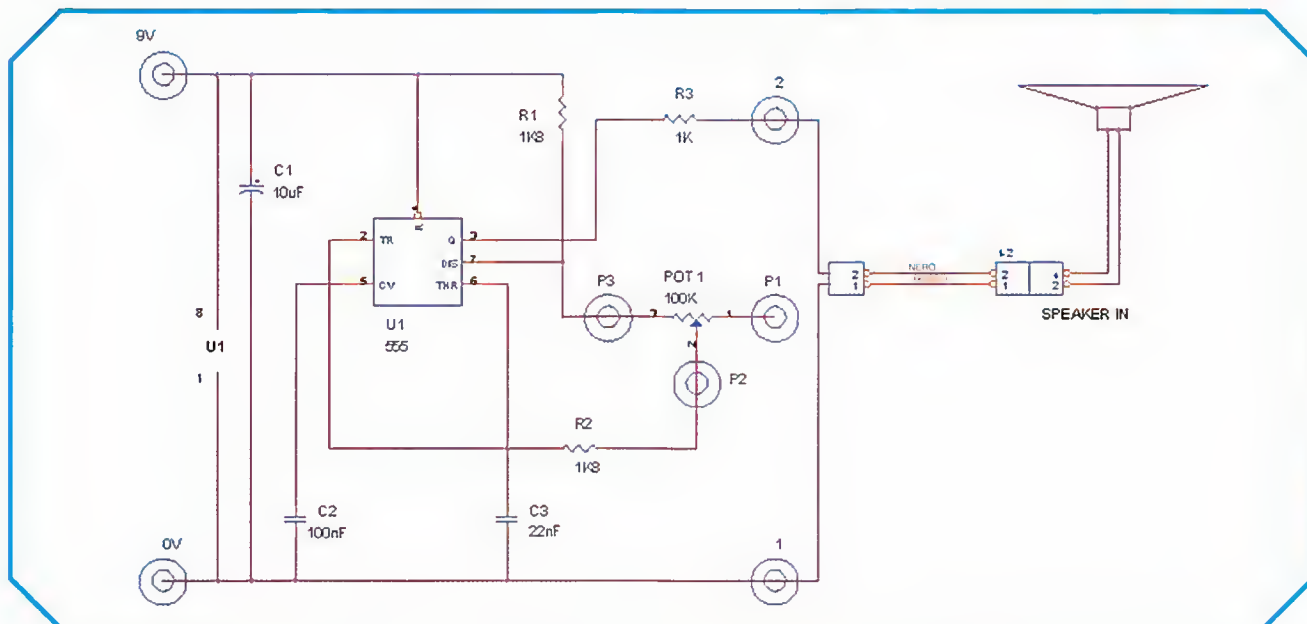 9V
2
R3
1K
R1
1K8
C1
10uF
4
R
2
TR
Q
3
DIS
7
5
CV
THR
6
U1
555
P3
POT 1
100K
P1
3
1
2
P2
NERO
2
1
2
1
2
SPEAKER IN
8
U1
1
R2
1K8
C2
100nF
C3
22nF
0V
1